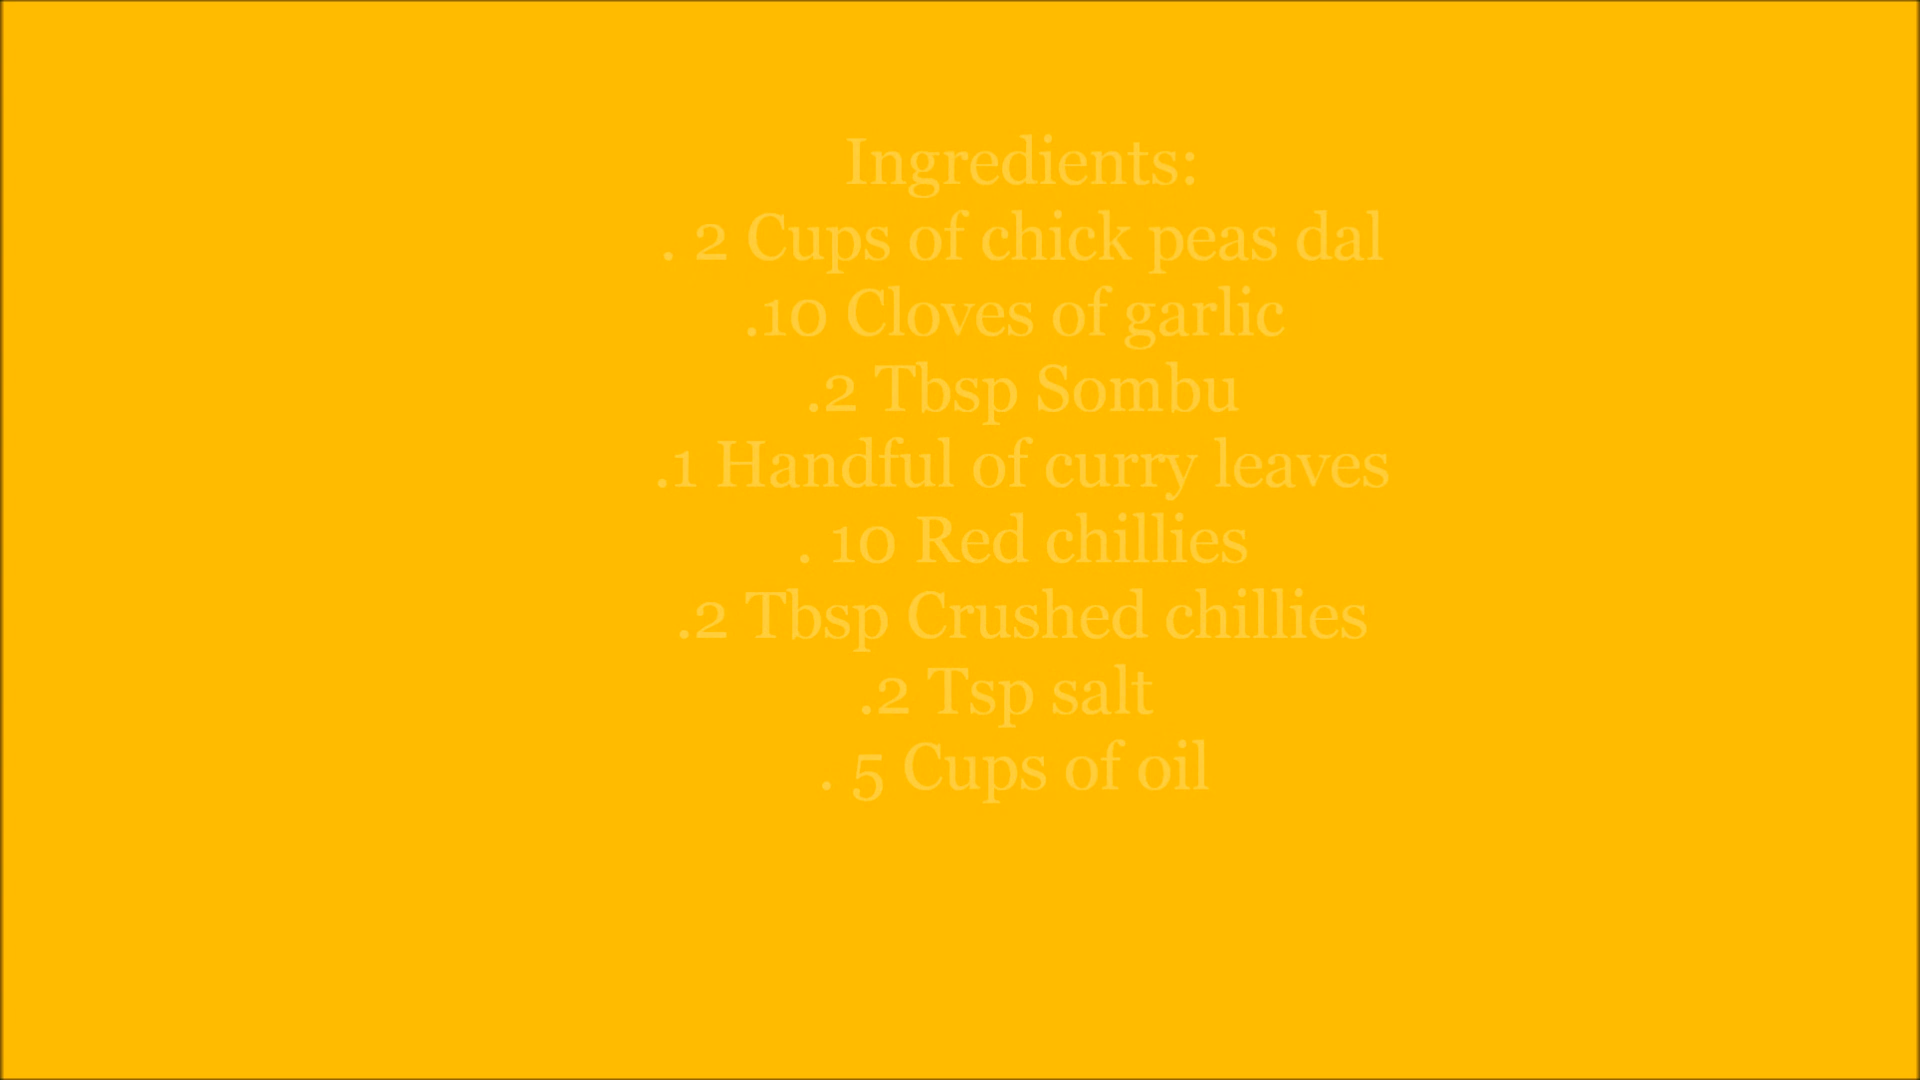 Ingredients:
. 2 Cups of chick peas dal
.10 Cloves of garlic
.2 Tbsp Sombu
.1 Handful of curry leaves
. 10 Red chillies
.2 Tbsp Crushed chillies
.2 Tsp salt
. 5 Cups of oil